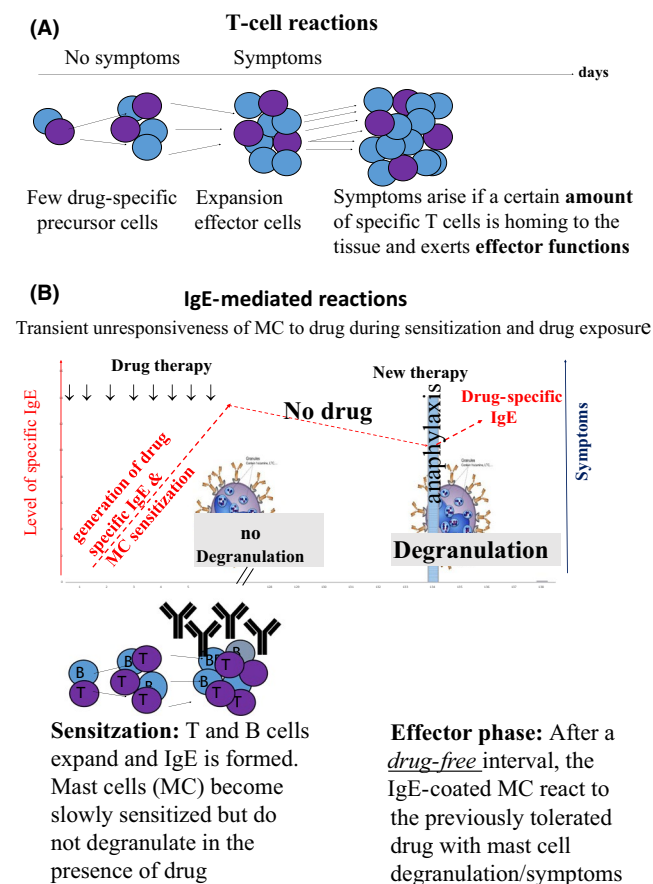 (A)
T-cell reactions
No symptoms Symptoms
days
Few drug-specific
precursor cells
Expansion
effector cells
Symptoms arise if a certain amount
of specific T cells is homing to the
tissue and exerts effector functions
(B)
IgE-mediated reactions
Transient unresponsiveness of MC to drug during sensitization and drug exposure
Level of specific IgE
Drug therapy
generation of drug
specific IgE &
MC sensitization
No drug
Granules
no
Degranulation
New therapy
anaphylaxis
Drug-specific
IgE
Granules
Degranulation
Symptoms
B
T
B
T
T
B
T
B
T
T
T
T
B
Sensitzation: T and B cells
expand and IgE is formed.
Mast cells (MC) become
slowly sensitized but do
not degranulate in the
presence of drug
Effector phase: After a
drug-free interval, the
IgE-coated MC react to
the previously tolerated
drug with mast cell
degranulation/symptoms